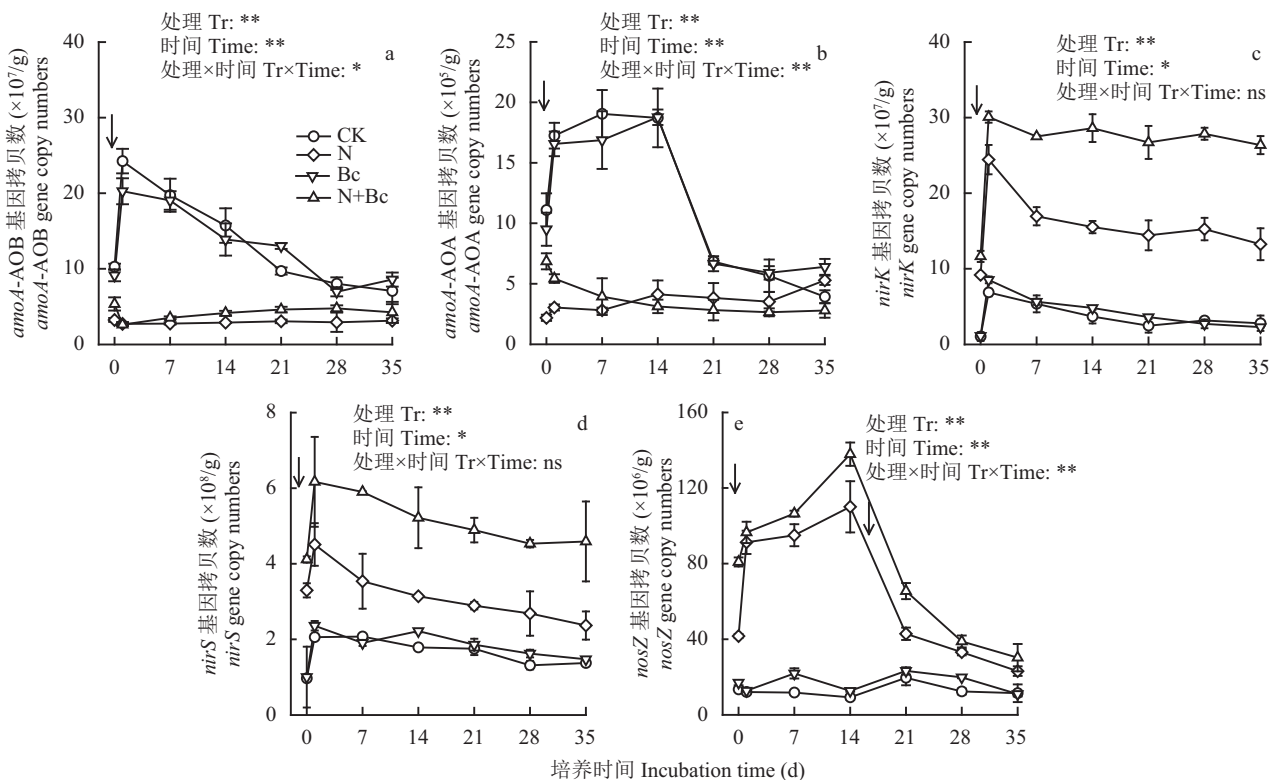 处理 Tr: **
时间 Time: **
处理×时间 Tr×Time: *
a
amoA-AOB 基因拷贝数 (×10⁷/g)
amoA-AOB gene copy numbers
40
30
20
10
0
CK
N
Bc
N+Bc
0 7 14 21 28 35
处理 Tr: **
时间 Time: **
处理×时间 Tr×Time: **
b
amoA-AOA 基因拷贝数 (×10⁵/g)
amoA-AOA gene copy numbers
25
20
15
10
5
0
0 7 14 21 28 35
处理 Tr: **
时间 Time: *
处理×时间 Tr×Time: ns
c
nirK 基因拷贝数 (×10⁷/g)
nirK gene copy numbers
40
30
20
10
0
0 7 14 21 28 35
处理 Tr: **
时间 Time: *
处理×时间 Tr×Time: ns
d
nirS 基因拷贝数 (×10⁸/g)
nirS gene copy numbers
8
6
4
2
0
0 7 14 21 28 35
e
处理 Tr: **
时间 Time: **
处理×时间 Tr×Time: **
nosZ 基因拷贝数 (×10⁶/g)
nosZ gene copy numbers
160
120
80
40
0
0 7 14 21 28 35
培养时间 Incubation time (d)